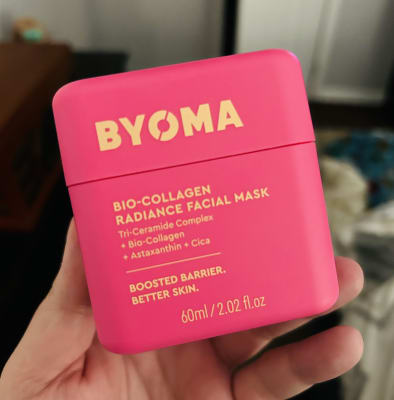 BYOMA
BIO-COLLAGEN
RADIANCE FACIAL MASK
Tri-Ceramide Complex
+ Bio-Collagen
+ Astaxanthin + Cica
BOOSTED BARRIER.
BETTER SKIN.
60ml / 2.02 fl.oz